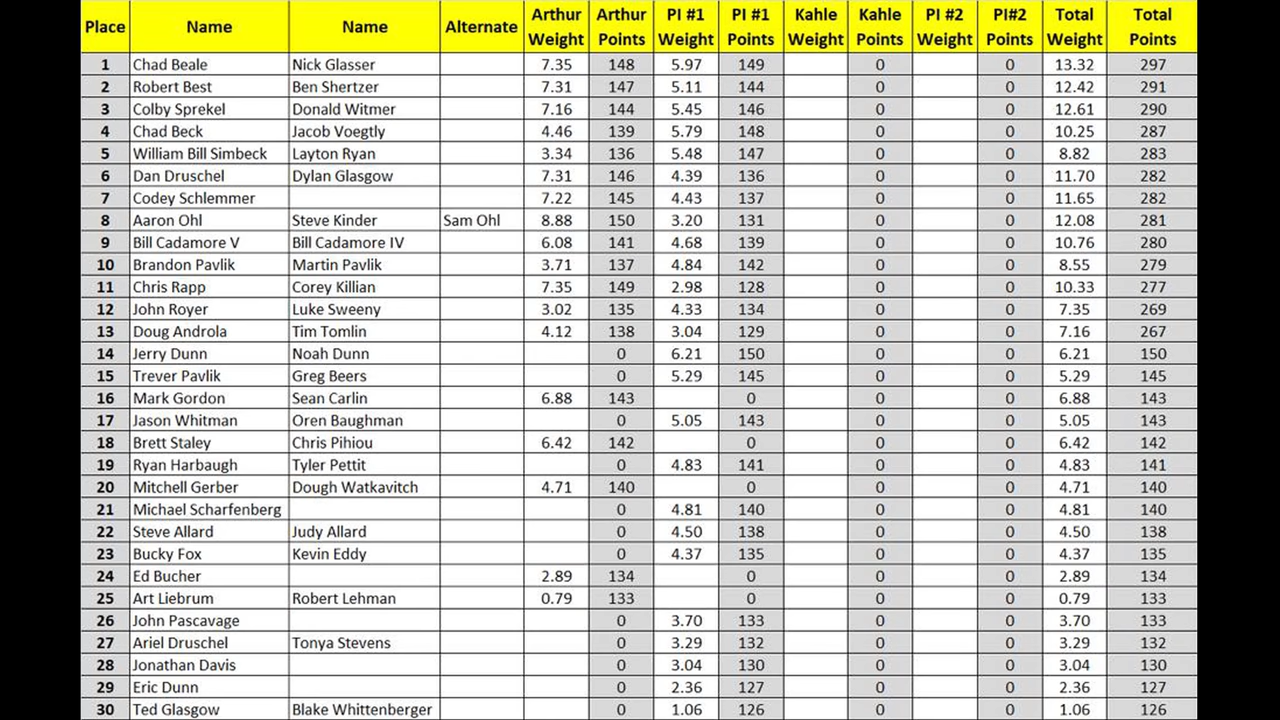 Place Name Name Alternate Arthur Weight Arthur Points PI #1 Weight PI #1 Points Kahle Weight Kahle Points PI #2 Weight PI#2 Points Total Weight Total Points
1 Chad Beale Nick Glasser 7.35 148 5.97 149 0 0 13.32 297
2 Robert Best Ben Shertzer 7.31 147 5.11 144 0 0 12.42 291
3 Colby Sprekel Donald Witmer 7.16 144 5.45 146 0 0 12.61 290
4 Chad Beck Jacob Voegtly 4.46 139 5.79 148 0 0 10.25 287
5 William Bill Simbeck Layton Ryan 3.34 136 5.48 147 0 0 8.82 283
6 Dan Druschel Dylan Glasgow 7.31 146 4.39 136 0 0 11.70 282
7 Codey Schlemmer 7.22 145 4.43 137 0 0 11.65 282
8 Aaron Ohl Steve Kinder Sam Ohl 8.88 150 3.20 131 0 0 12.08 281
9 Bill Cadamore V Bill Cadamore IV 6.08 141 4.68 139 0 0 10.76 280
10 Brandon Pavlik Martin Pavlik 3.71 137 4.84 142 0 0 8.55 279
11 Chris Rapp Corey Killian 7.35 149 2.98 128 0 0 10.33 277
12 John Royer Luke Sweeny 3.02 135 4.33 134 0 0 7.35 269
13 Doug Androla Tim Tomlin 4.12 138 3.04 129 0 0 7.16 267
14 Jerry Dunn Noah Dunn 0 6.21 150 0 0 6.21 150
15 Trever Pavlik Greg Beers 0 5.29 145 0 0 5.29 145
16 Mark Gordon Sean Carlin 6.88 143 0 0 0 6.88 143
17 Jason Whitman Oren Baughman 0 5.05 143 0 0 5.05 143
18 Brett Staley Chris Pihiou 6.42 142 0 0 0 6.42 142
19 Ryan Harbaugh Tyler Pettit 0 4.83 141 0 0 4.83 141
20 Mitchell Gerber Dough Watkavitch 4.71 140 0 0 0 4.71 140
21 Michael Scharfenberg 0 4.81 140 0 0 4.81 140
22 Steve Allard Judy Allard 0 4.50 138 0 0 4.50 138
23 Bucky Fox Kevin Eddy 0 4.37 135 0 0 4.37 135
24 Ed Bucher 2.89 134 0 0 0 2.89 134
25 Art Liebrum Robert Lehman 0.79 133 0 0 0 0.79 133
26 John Pascavage 0 3.70 133 0 0 3.70 133
27 Ariel Druschel Tonya Stevens 0 3.29 132 0 0 3.29 132
28 Jonathan Davis 0 3.04 130 0 0 3.04 130
29 Eric Dunn 0 2.36 127 0 0 2.36 127
30 Ted Glasgow Blake Whittenberger 0 1.06 126 0 0 1.06 126